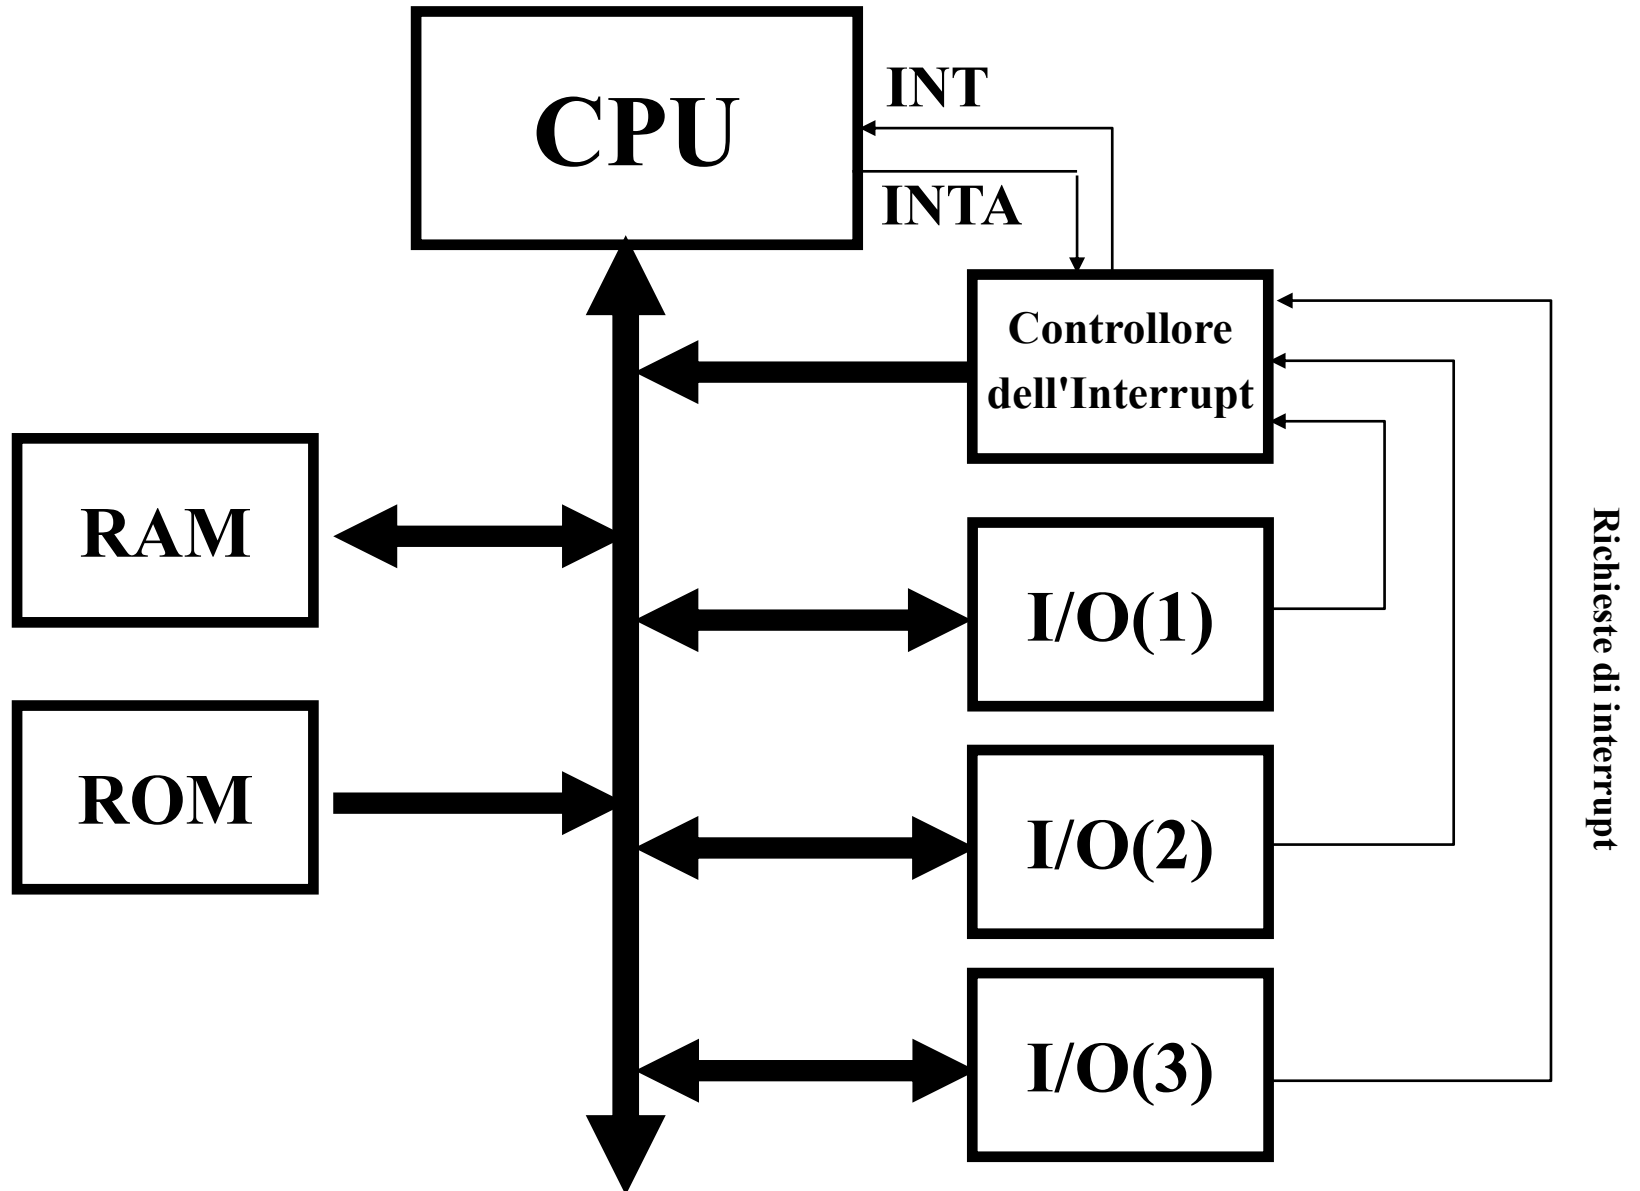 CPU
INT
INTA
Controllore
dell'Interrupt
RAM
ROM
I/O(1)
I/O(2)
I/O(3)
Richieste di interrupt